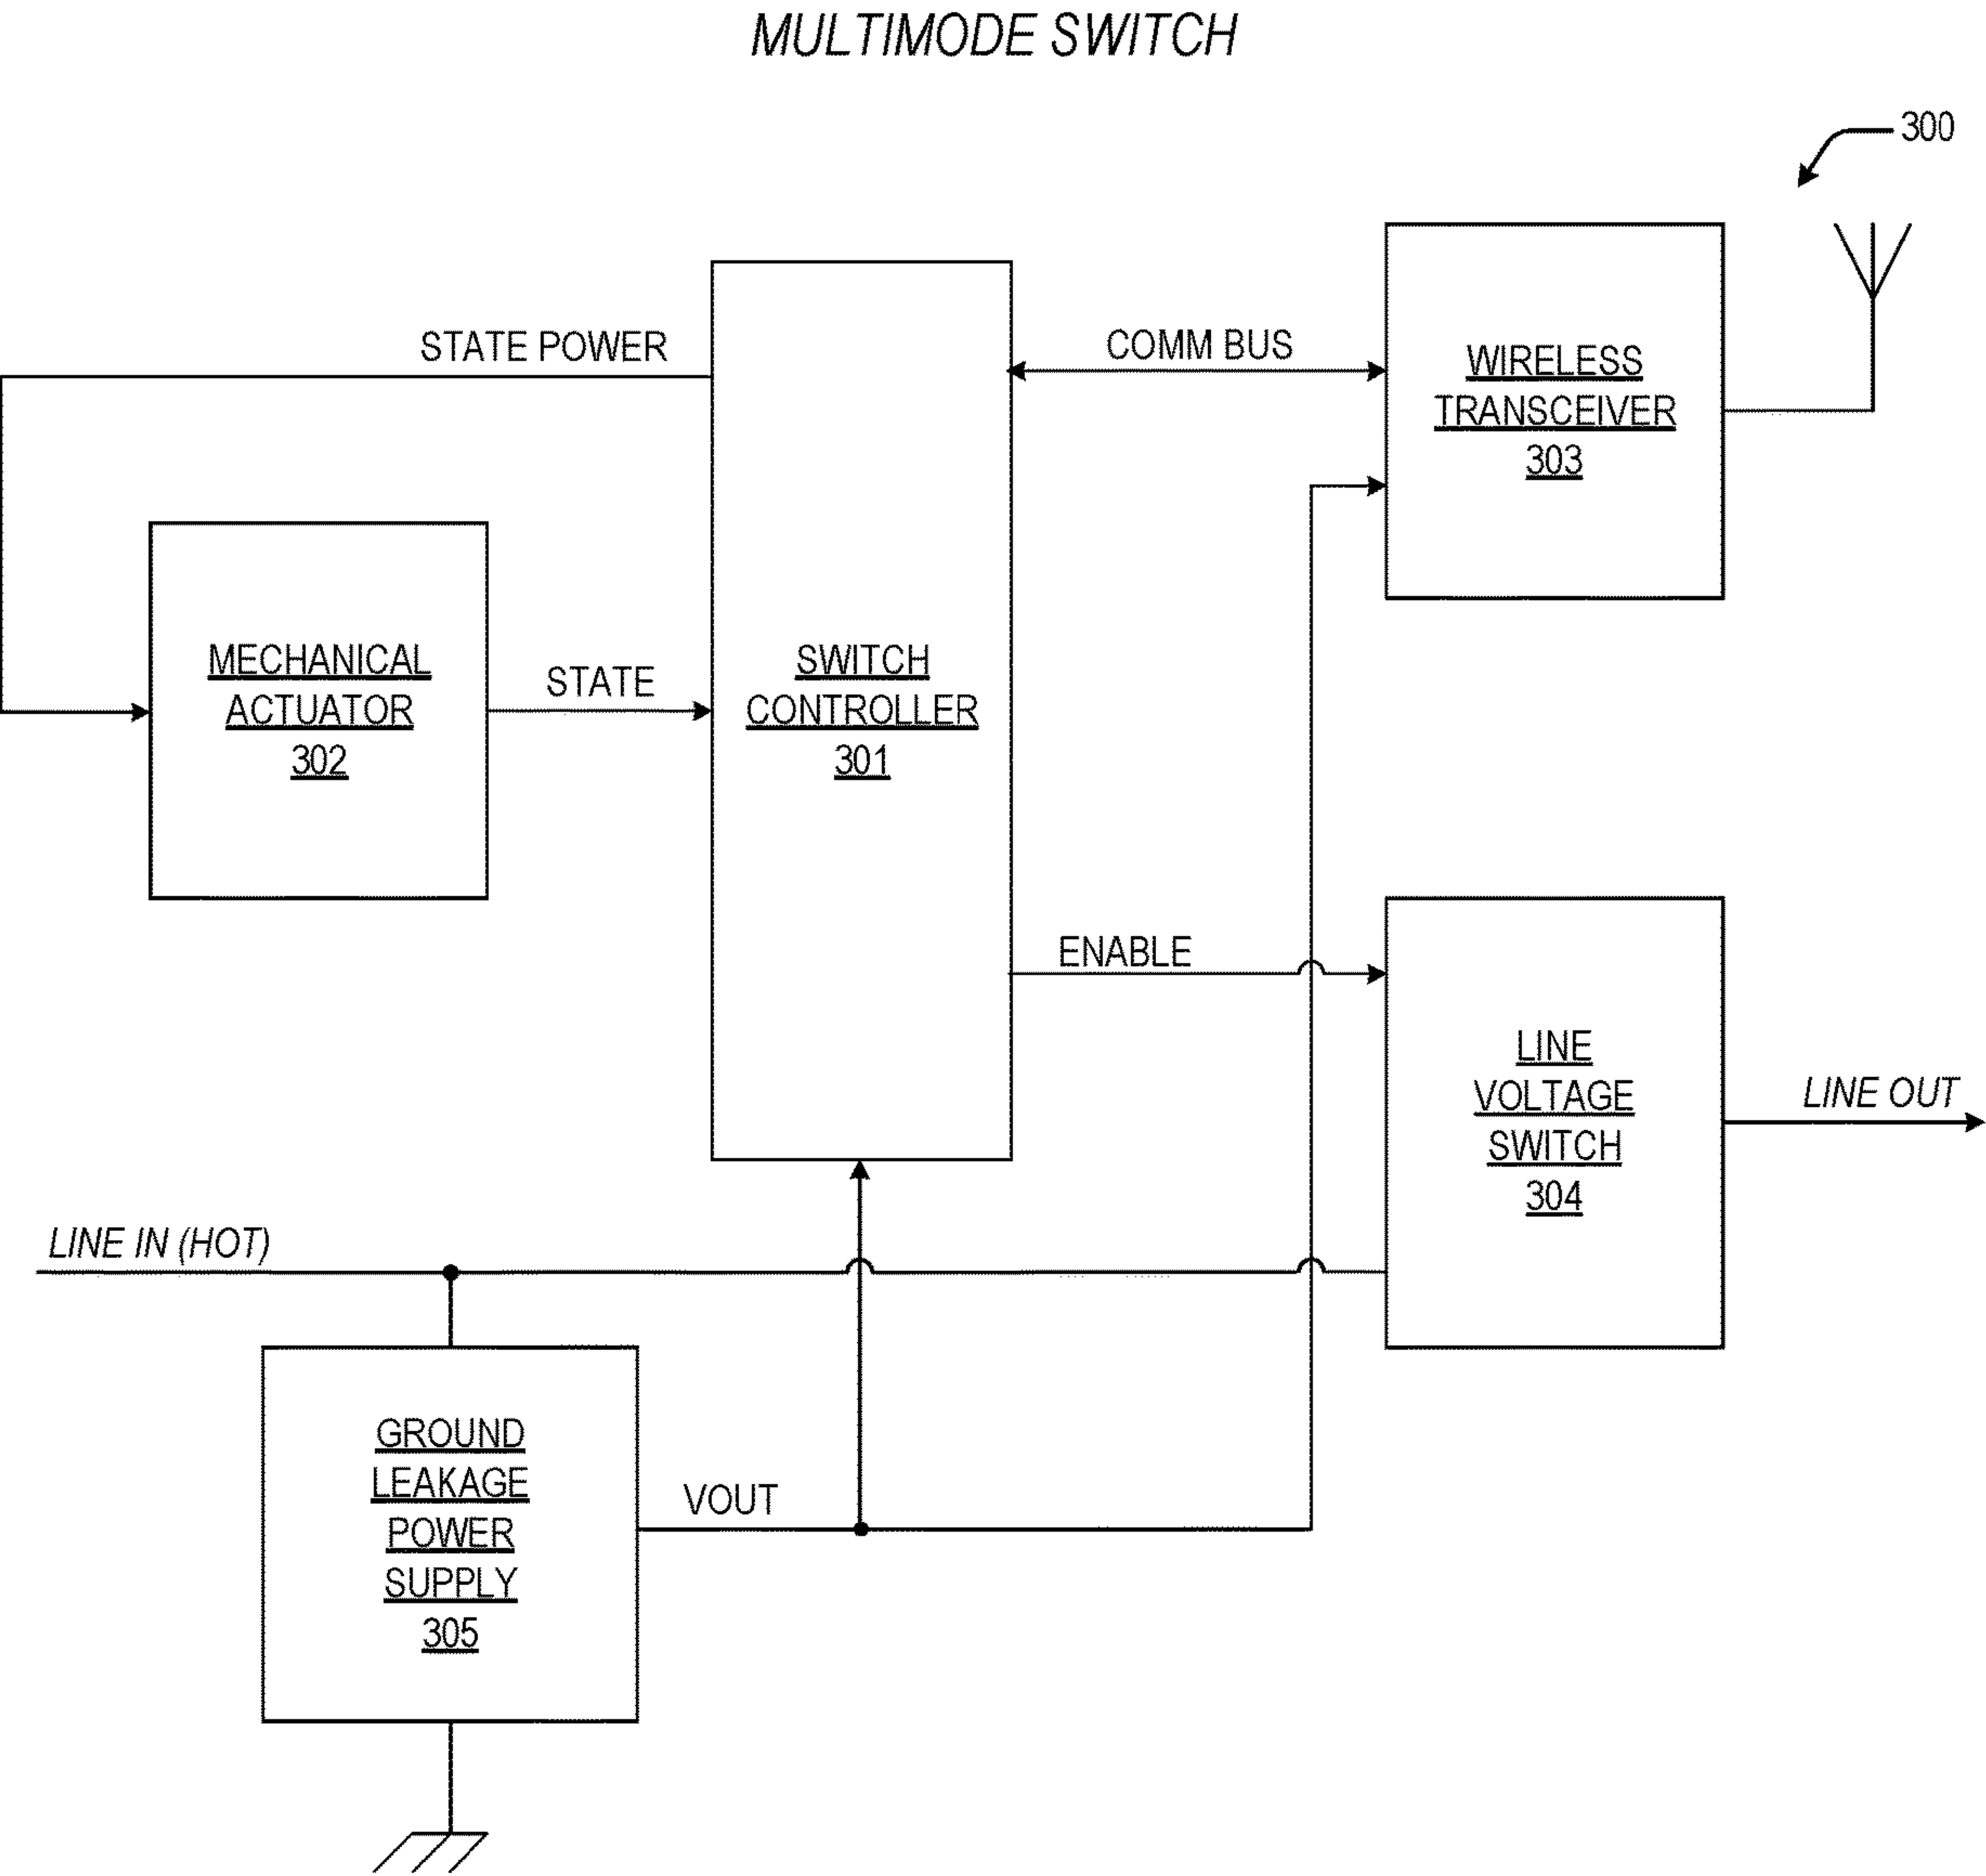 MULTIMODE SWITCH
300
STATE POWER
COMM BUS
WIRELESS
TRANSCEIVER
303
MECHANICAL
ACTUATOR
302
STATE
SWITCH
CONTROLLER
301
ENABLE
LINE
VOLTAGE
SWITCH
304
LINE OUT
LINE IN (HOT)
GROUND
LEAKAGE
POWER
SUPPLY
305
VOUT